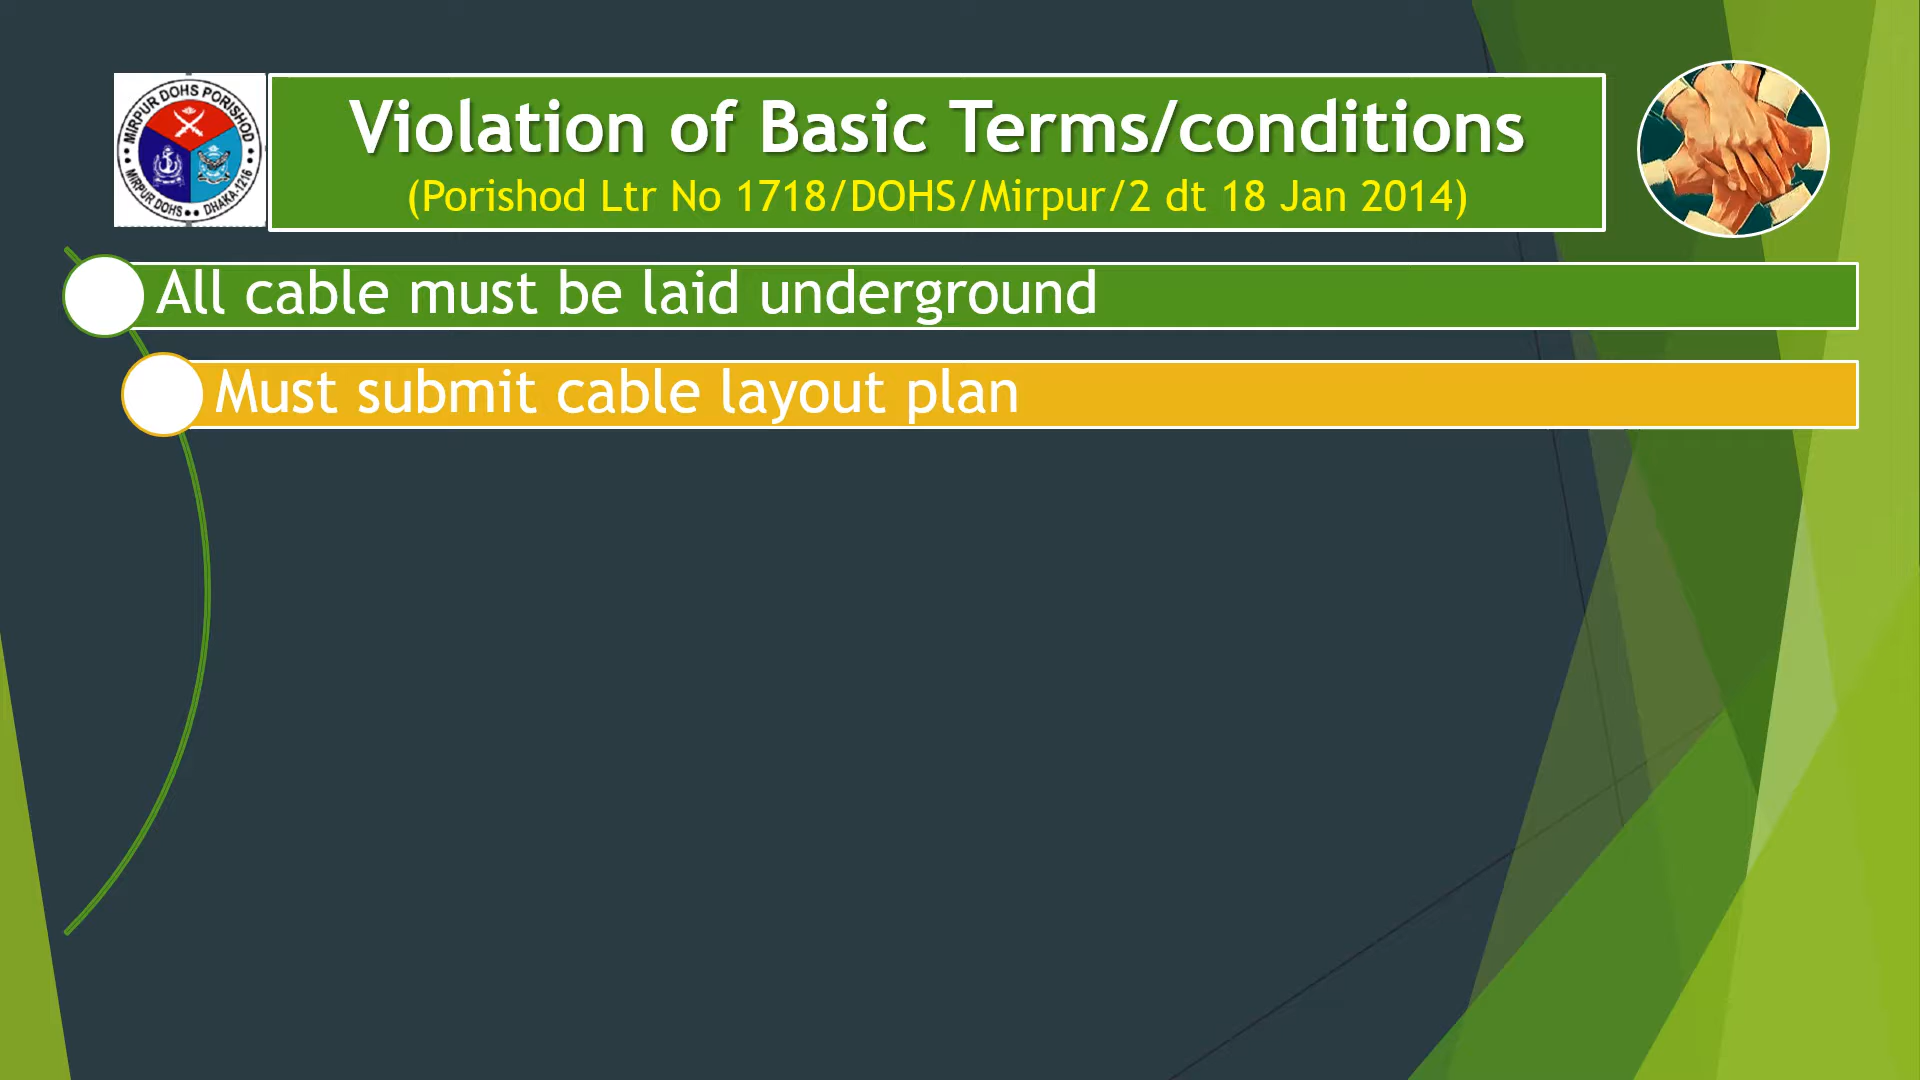 MIRPUR DOHS PORISHOD
MIRPUR DOHS •• DHAKA-1216
Violation of Basic Terms/conditions
(Porishod Ltr No 1718/DOHS/Mirpur/2 dt 18 Jan 2014)
All cable must be laid underground
Must submit cable layout plan